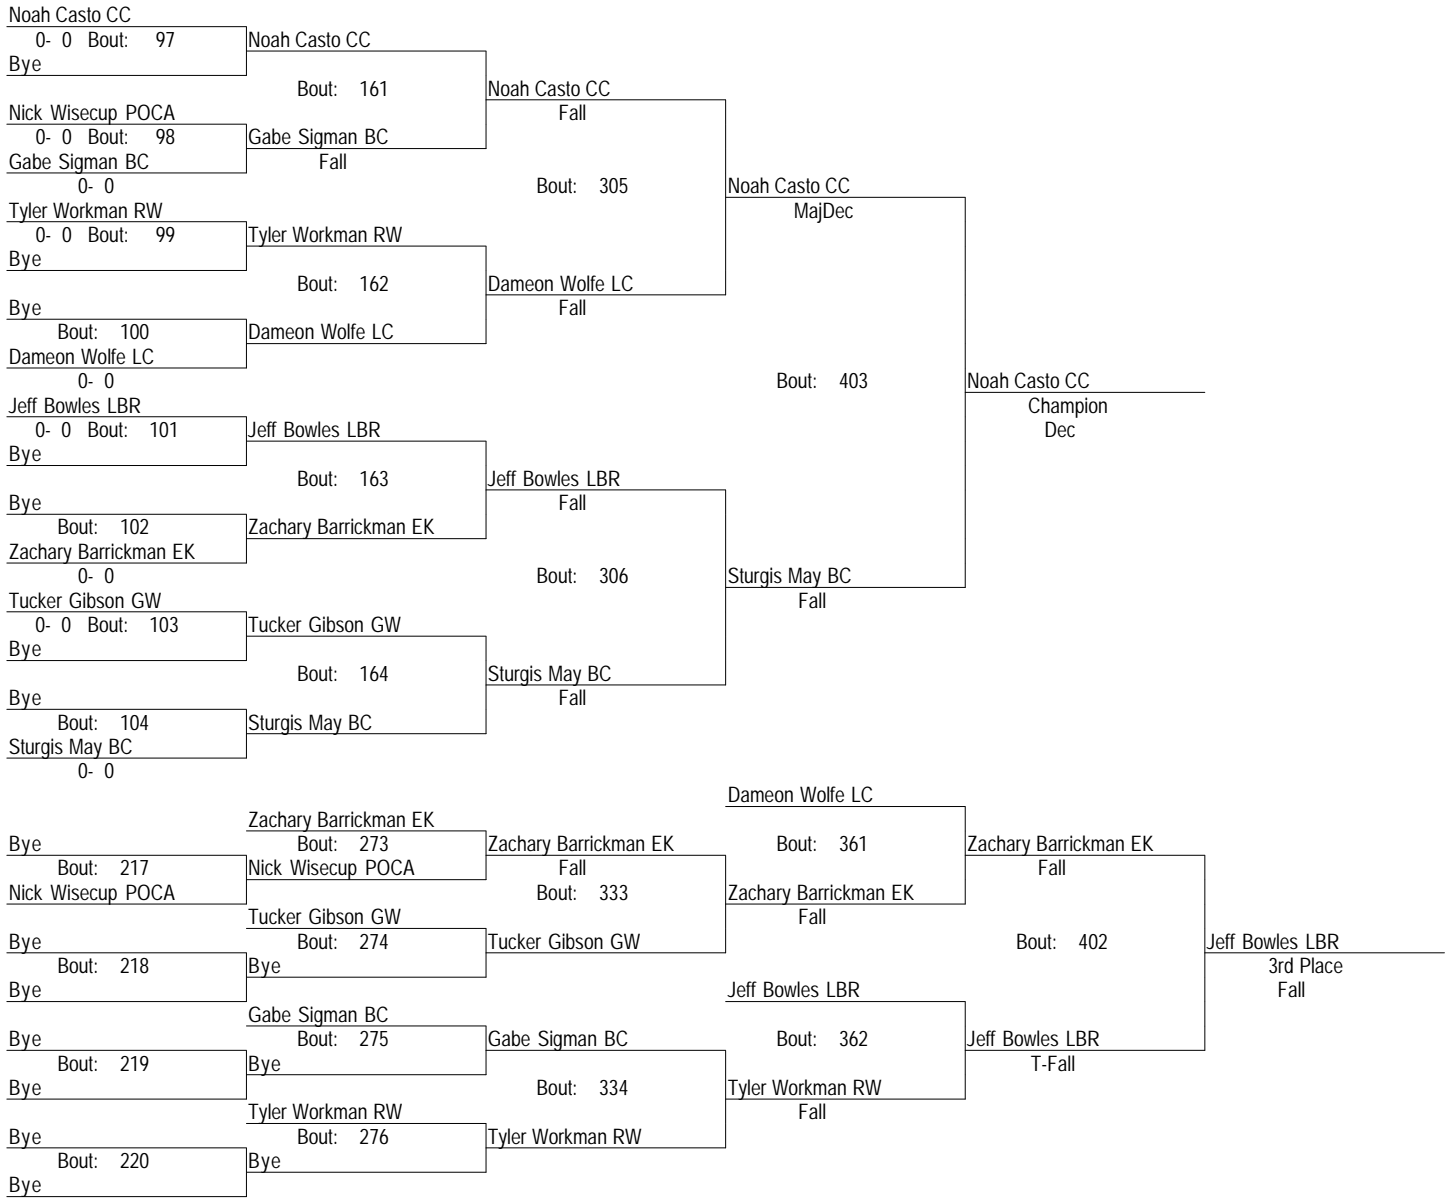 Noah Casto CC
0- 0 Bout: 97 Noah Casto CC
Bye
Bout: 161 Noah Casto CC
Nick Wisecup POCA Fall
0- 0 Bout: 98 Gabe Sigman BC
Gabe Sigman BC Fall
0- 0 Bout: 305 Noah Casto CC
Tyler Workman RW MajDec
0- 0 Bout: 99 Tyler Workman RW
Bye
Bout: 162 Dameon Wolfe LC
Bye Fall
Bout: 100 Dameon Wolfe LC
Dameon Wolfe LC
0- 0 Bout: 403 Noah Casto CC
Jeff Bowles LBR Champion
0- 0 Bout: 101 Jeff Bowles LBR Dec
Bye
Bout: 163 Jeff Bowles LBR
Bye Fall
Bout: 102 Zachary Barrickman EK
Zachary Barrickman EK
0- 0 Bout: 306 Sturgis May BC
Tucker Gibson GW Fall
0- 0 Bout: 103 Tucker Gibson GW
Bye
Bout: 164 Sturgis May BC
Bye Fall
Bout: 104 Sturgis May BC
Sturgis May BC
0- 0
Dameon Wolfe LC
Zachary Barrickman EK
Bye Bout: 273 Zachary Barrickman EK Bout: 361 Zachary Barrickman EK
Bout: 217 Nick Wisecup POCA Fall Fall
Nick Wisecup POCA Bout: 333 Zachary Barrickman EK
Tucker Gibson GW Fall
Bye Bout: 274 Tucker Gibson GW Bout: 402 Jeff Bowles LBR
Bout: 218 Bye 3rd Place
Bye Jeff Bowles LBR Fall
Gabe Sigman BC
Bye Bout: 275 Gabe Sigman BC Bout: 362 Jeff Bowles LBR
Bout: 219 Bye T-Fall
Bye Bout: 334 Tyler Workman RW
Tyler Workman RW Fall
Bye Bout: 276 Tyler Workman RW
Bout: 220 Bye
Bye